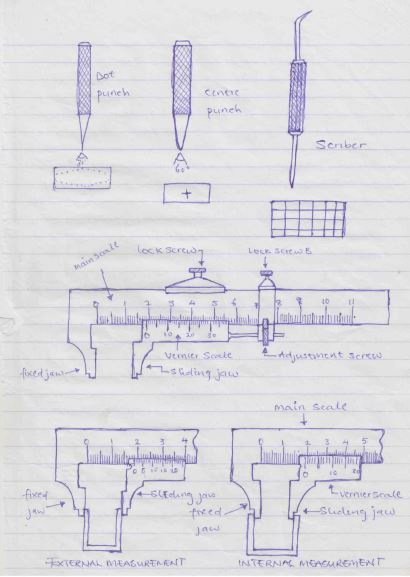 Dot
punch
Centre
punch
Scriber
60°
main scale
lock screw
Lock screw B
0 1 2 3 4 5 6 7 8 9 10 11
0 10 20 30
Vernier Scale
Adjustment screw
fixed jaw
Sliding jaw
main scale
0 1 2 3 4
0 5 10 15 20 25
0 1 2 3 4 5
0 10 20
fixed
jaw
Sliding jaw
fixed
jaw
Vernier scale
Sliding jaw
EXTERNAL MEASUREMENT
INTERNAL MEASUREMENT